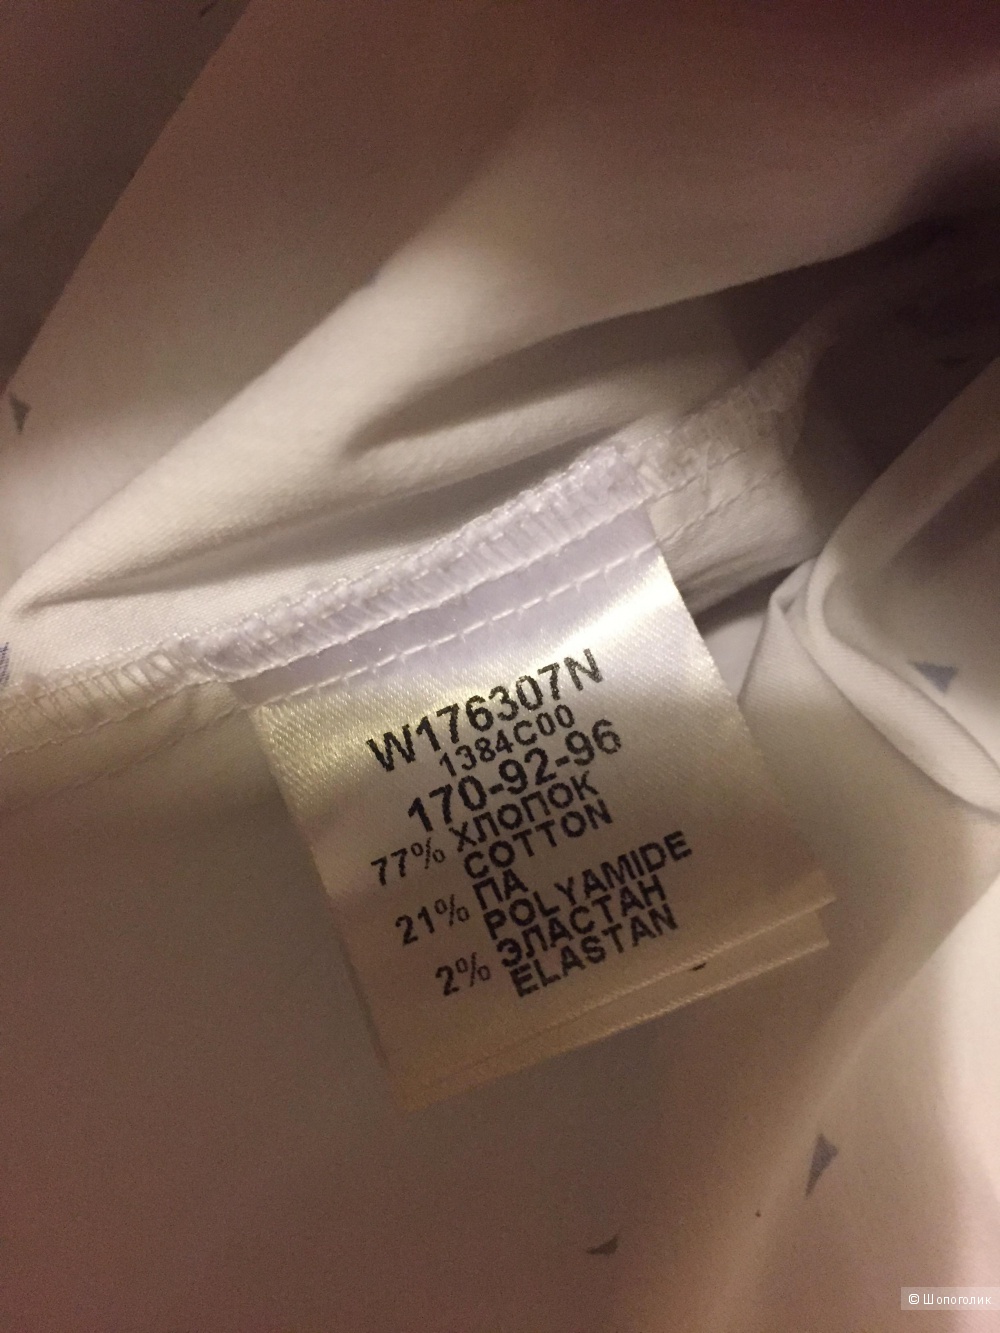 W176307N
1384C00
170-92-96
77% ХЛОПОК
COTTON
21% ПА
POLYAMIDE
2% ЭЛАСТАН
ELASTAN
© Шопоголик